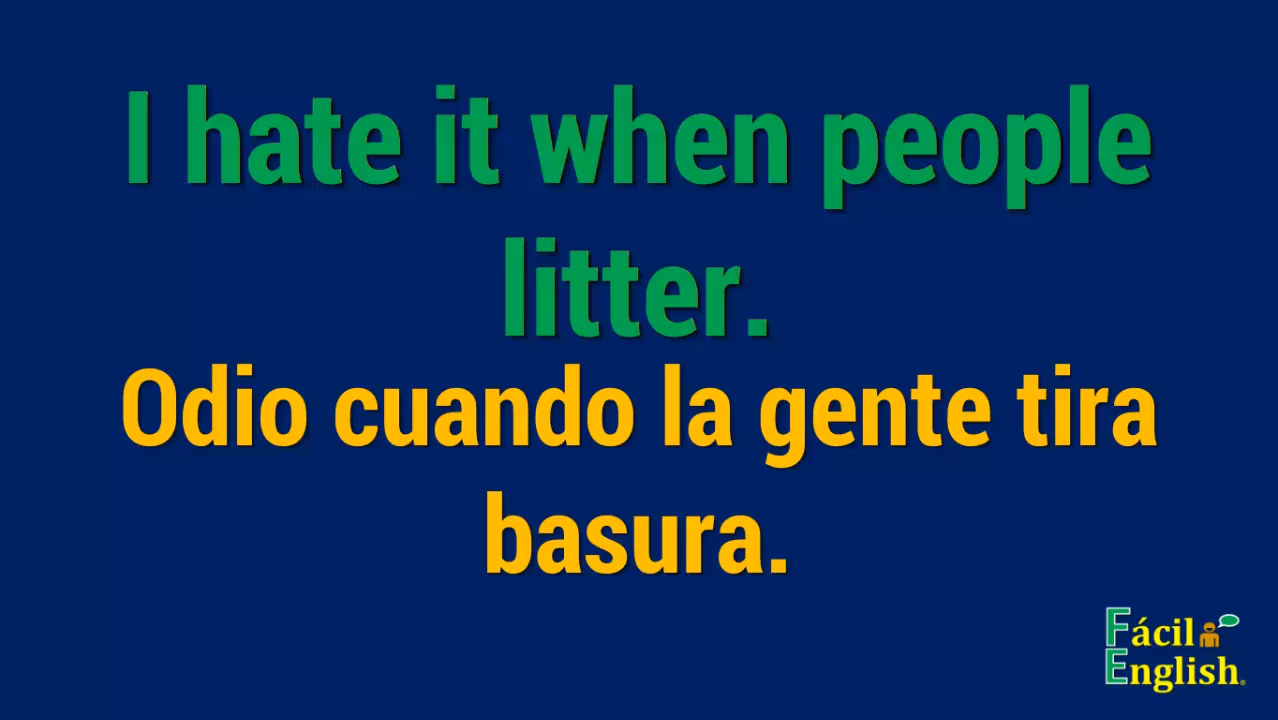 I hate it when people
litter.
Odio cuando la gente tira
basura.
Fácil
English